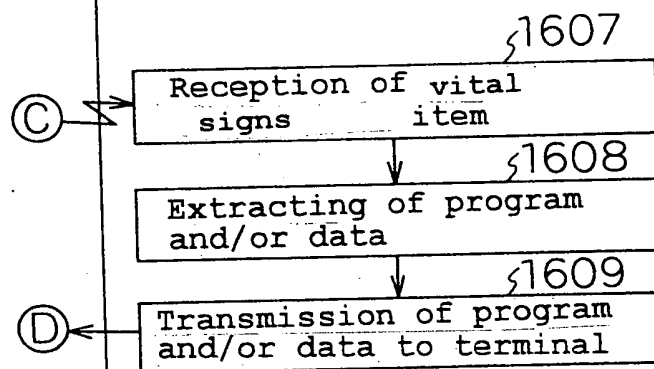 1607
Reception of vital
signs item
C
1608
Extracting of program
and/or data
1609
D
Transmission of program
and/or data to terminal